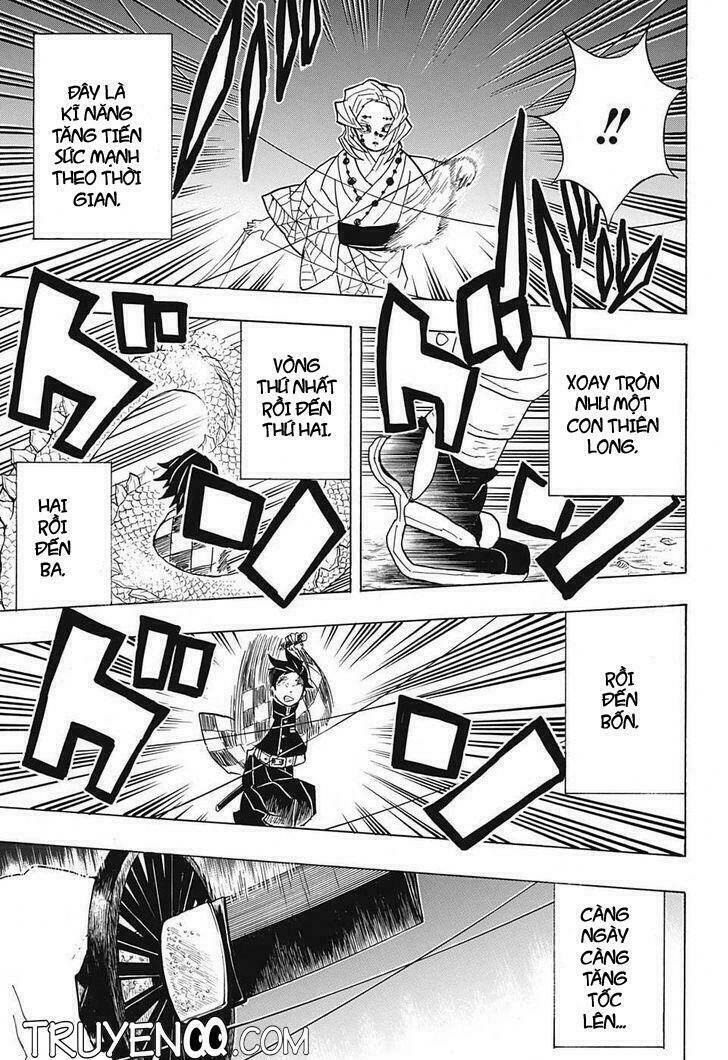 !!
ĐÂY LÀ
KĨ NĂNG
TĂNG TIẾN
SỨC MẠNH
THEO THỜI
GIAN.
XOAY TRÒN
NHƯ MỘT
CON THIÊN
LONG.
VÒNG
THỨ NHẤT
RỒI ĐẾN
THỨ HAI.
HAI
RỒI
ĐẾN
BA.
RỒI
ĐẾN
BỐN.
CÀNG
NGÀY
CÀNG
TĂNG
TỐC
LÊN...
TRUYENQQ.COM